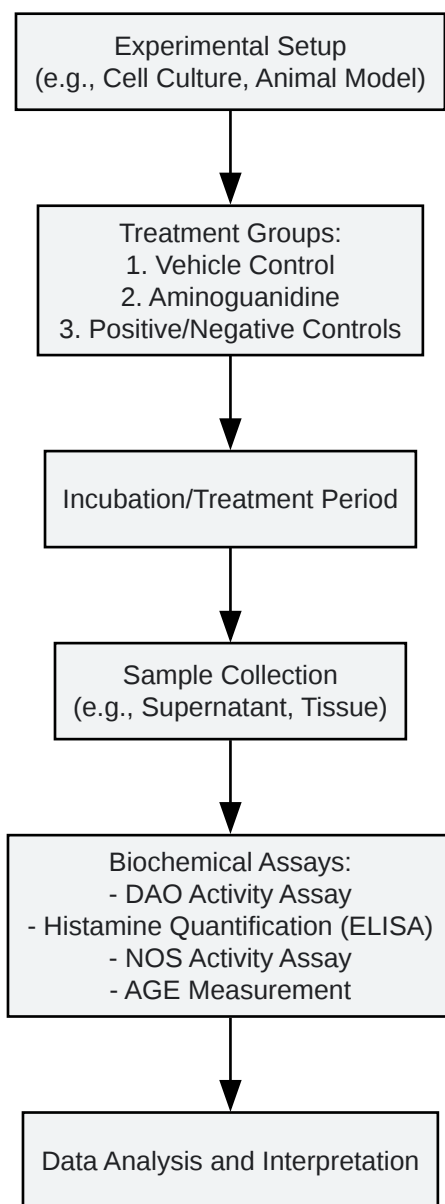 Experimental Setup
(e.g., Cell Culture, Animal Model)
Treatment Groups:
1. Vehicle Control
2. Aminoguanidine
3. Positive/Negative Controls
Incubation/Treatment Period
Sample Collection
(e.g., Supernatant, Tissue)
Biochemical Assays:
- DAO Activity Assay
- Histamine Quantification (ELISA)
- NOS Activity Assay
- AGE Measurement
Data Analysis and Interpretation